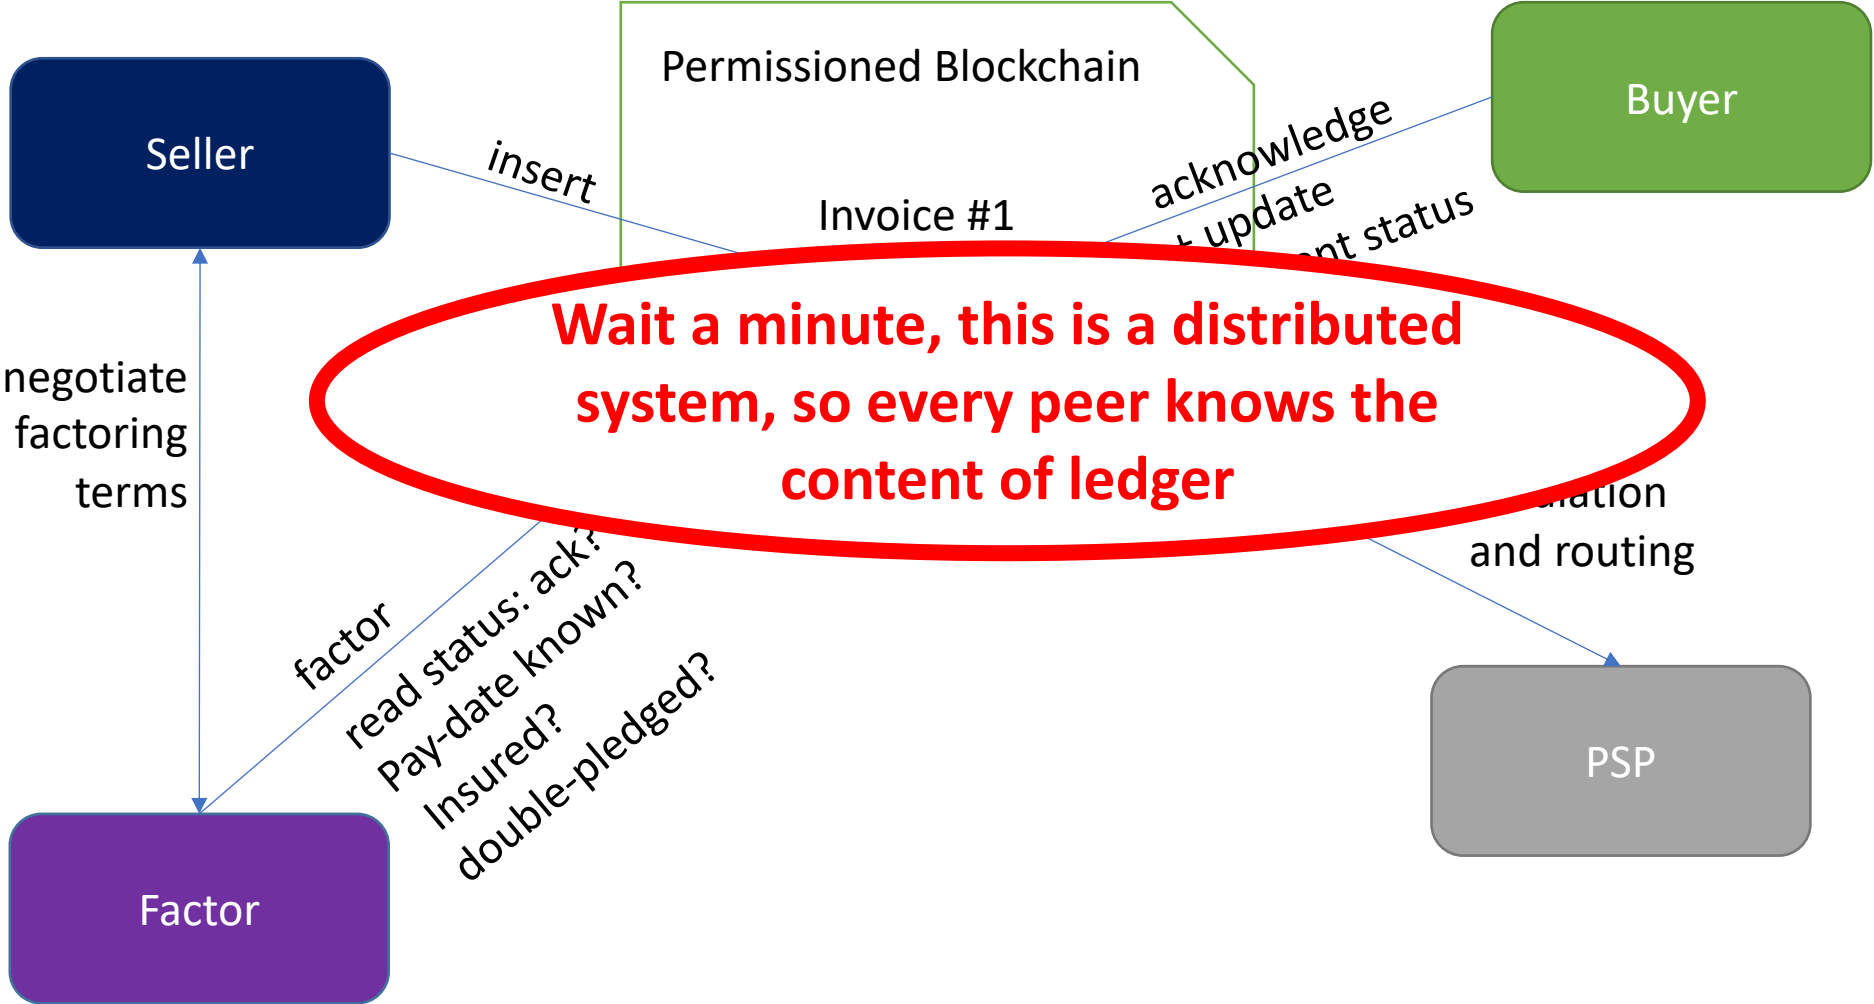 Permissioned Blockchain
Buyer
Seller
insert
acknowledge
Invoice #1
update
status
Wait a minute, this is a distributed
system, so every peer knows the
content of ledger
negotiate
factoring
terms
and routing
factor
read status: ack?
Pay-date known?
Insured?
double-pledged?
PSP
Factor